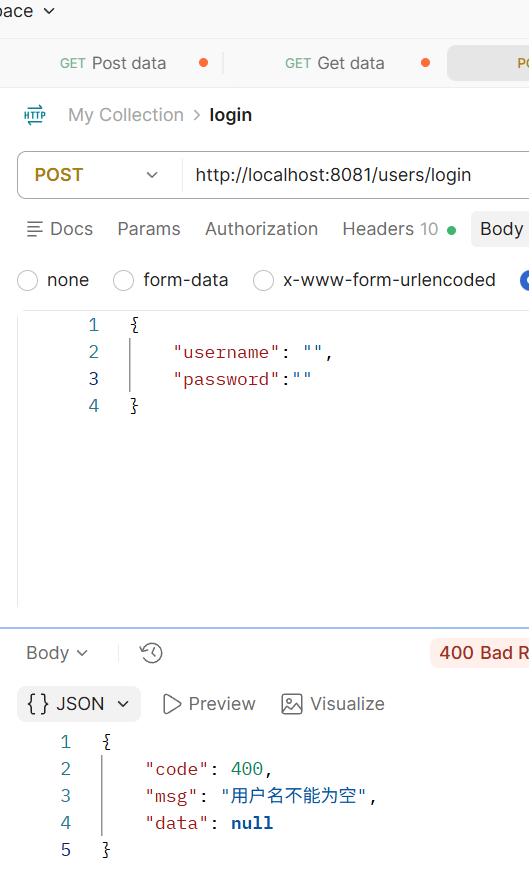 pace
GET Post data GET Get data PO
HTTP My Collection > login
POST http://localhost:8081/users/login
Docs Params Authorization Headers 10 Body
none form-data x-www-form-urlencoded
1 {
2 "username": "",
3 "password":""
4 }
Body 400 Bad R
{} JSON Preview Visualize
1 {
2 "code": 400,
3 "msg": "用户名不能为空",
4 "data": null
5 }